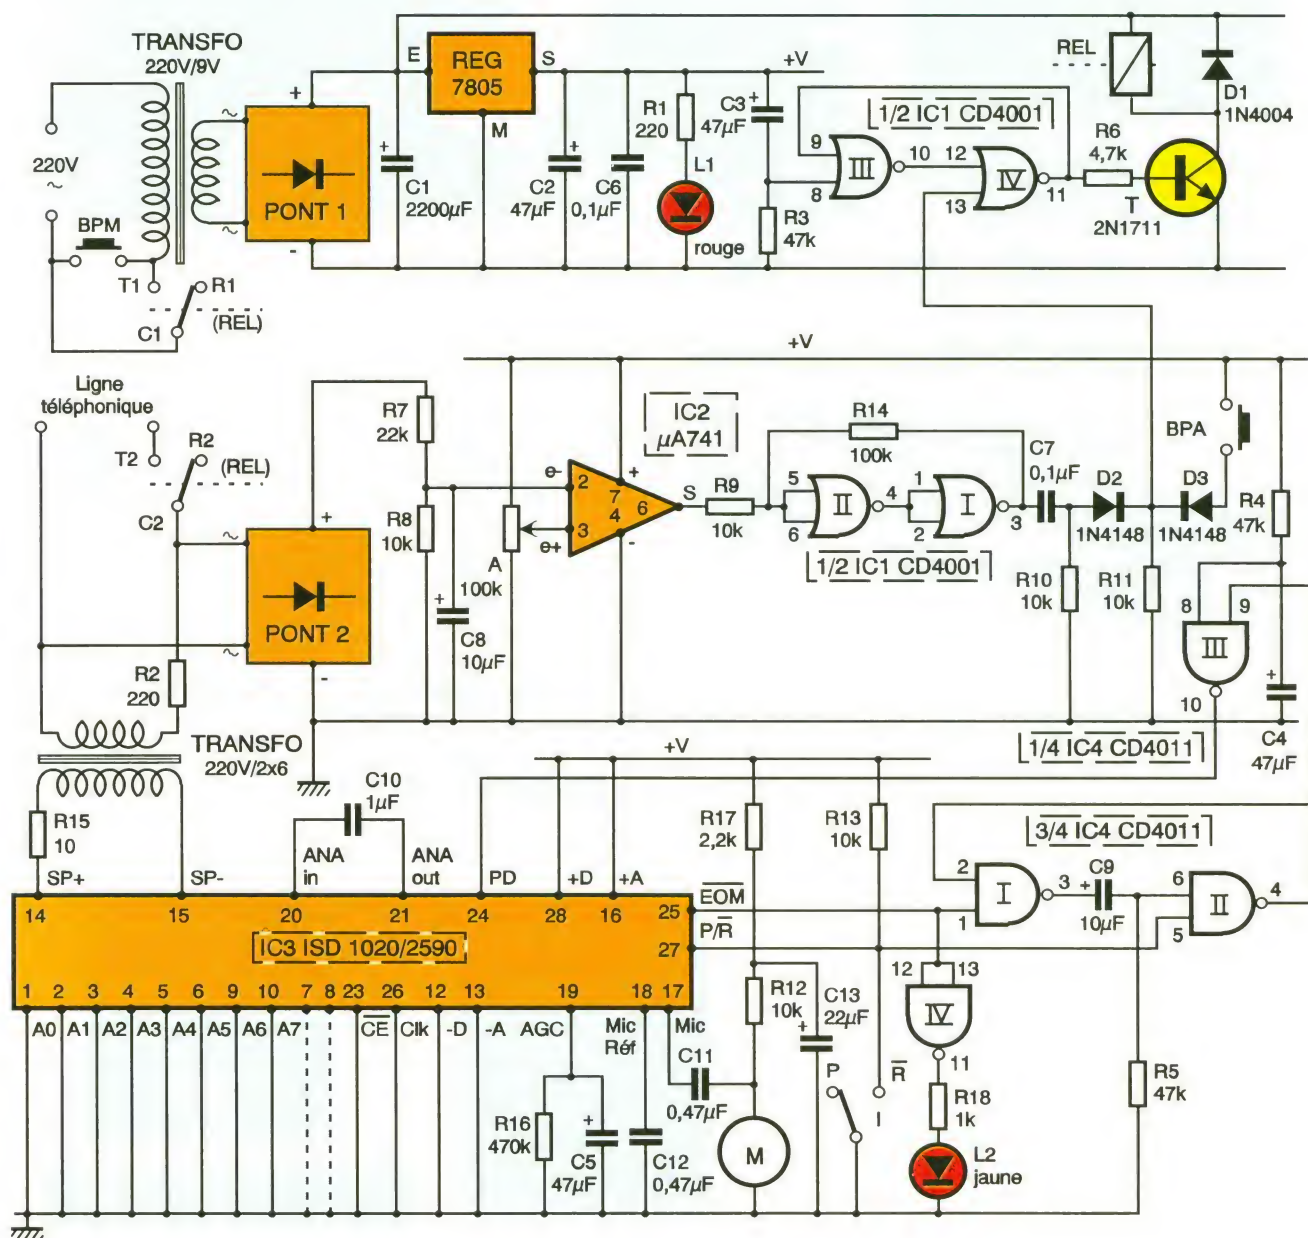 TRANSFO
220V/9V
220V
~
BPM
T1
R1
(REL)
C1
+
~
PONT 1
~
-
E
REG
7805
S
M
+
C1
2200µF
+
C2
47µF
C6
0,1µF
R1
220
L1
rouge
C3
+
47µF
R3
47k
+V
1/2 IC1 CD4001
9
8
III
10
12
13
IV
11
R6
4,7k
REL
D1
1N4004
T
2N1711
Ligne
téléphonique
T2
R2
(REL)
C2
+
~
PONT 2
~
-
R7
22k
R8
10k
+
C8
10µF
A
100k
e-
e+
2
3
7
4
6
+
-
S
IC2
µA741
+V
R9
10k
R14
100k
5
6
II
4
1
2
I
3
1/2 IC1 CD4001
C7
0,1µF
D2
1N4148
D3
1N4148
BPA
R10
10k
R11
10k
R4
47k
8
9
III
10
1/4 IC4 CD4011
+
C4
47µF
R2
220
TRANSFO
220V/2x6
R15
10
C10
1µF
SP+
SP-
ANA
in
ANA
out
PD
+D
+A
+V
14
15
20
21
24
28
16
25
EOM
P/R
27
IC3 ISD 1020/2590
1
2
3
4
5
6
9
10
7
8
23
26
12
13
19
18
17
A0
A1
A2
A3
A4
A5
A6
A7
CE
Clk
-D
-A
AGC
Mic
Réf
Mic
R16
470k
+
C5
47µF
C12
0,47µF
C11
0,47µF
R17
2,2k
R12
10k
M
C13
22µF
+
R13
10k
P
R
I
3/4 IC4 CD4011
2
1
I
3
C9
+
10µF
6
5
II
4
12
13
IV
11
R18
1k
L2
jaune
R5
47k